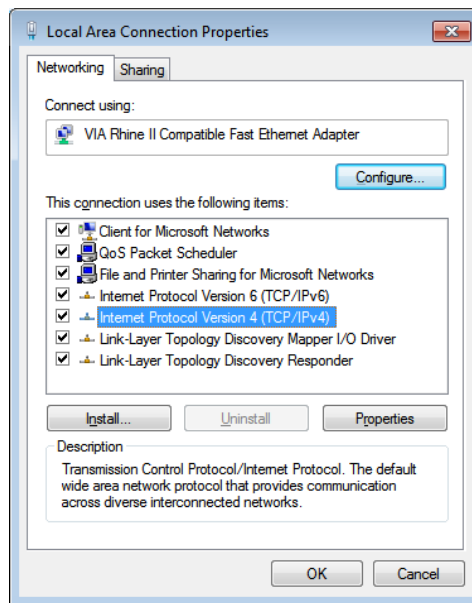 Local Area Connection Properties
Networking
Sharing
Connect using:
VIA Rhine II Compatible Fast Ethernet Adapter
Configure...
This connection uses the following items:
Client for Microsoft Networks
QoS Packet Scheduler
File and Printer Sharing for Microsoft Networks
Internet Protocol Version 6 (TCP/IPv6)
Internet Protocol Version 4 (TCP/IPv4)
Link-Layer Topology Discovery Mapper I/O Driver
Link-Layer Topology Discovery Responder
Install...
Uninstall
Properties
Description
Transmission Control Protocol/Internet Protocol. The default
wide area network protocol that provides communication
across diverse interconnected networks.
OK
Cancel